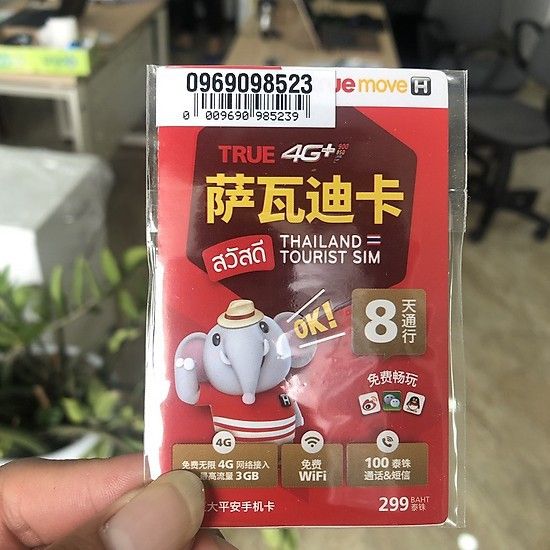 0969098523
0 009690 985239
ue move H
TRUE 4G+ 900 850
萨瓦迪卡
สวัสดี
THAILAND
TOURIST SIM
OK!
8 天通行
免费畅玩
4G
免费无限 4G 网络接入
最高流量 3GB
免费
WiFi
100 泰铢
通话&短信
大平安手机卡
299 BAHT 泰铢